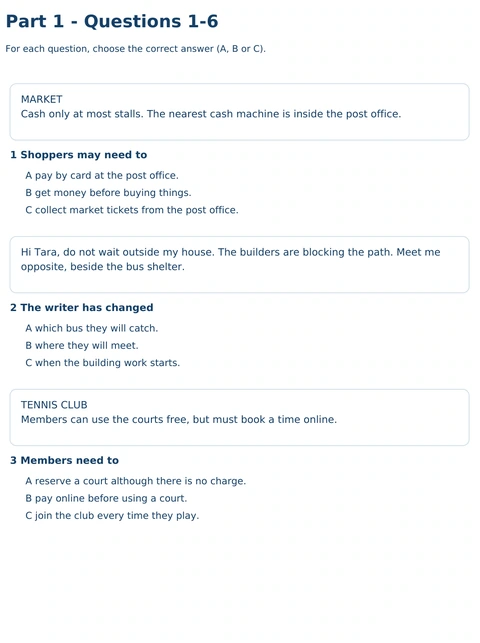 Part 1 - Questions 1-6
For each question, choose the correct answer (A, B or C).
MARKET
Cash only at most stalls. The nearest cash machine is inside the post office.
1 Shoppers may need to
A pay by card at the post office.
B get money before buying things.
C collect market tickets from the post office.
Hi Tara, do not wait outside my house. The builders are blocking the path. Meet me
opposite, beside the bus shelter.
2 The writer has changed
A which bus they will catch.
B where they will meet.
C when the building work starts.
TENNIS CLUB
Members can use the courts free, but must book a time online.
3 Members need to
A reserve a court although there is no charge.
B pay online before using a court.
C join the club every time they play.